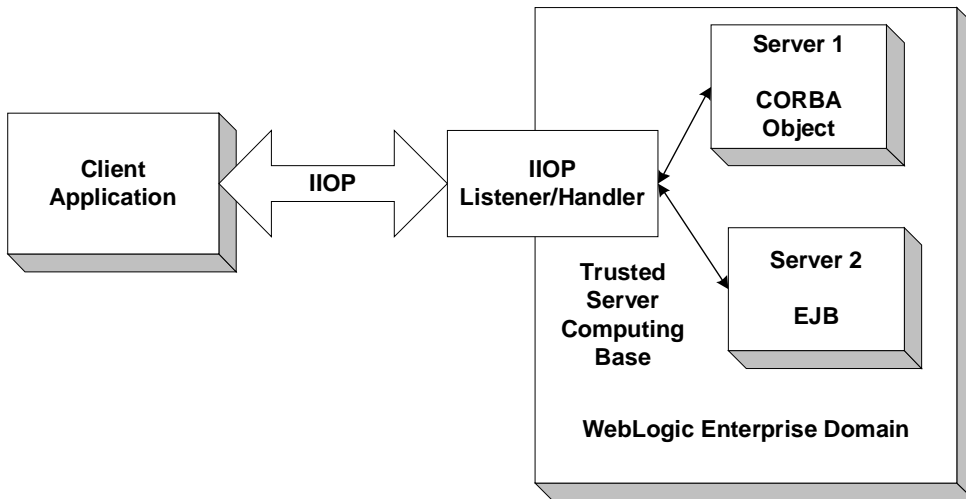 Client
Application
IIOP
IIOP
Listener/Handler
Server 1
CORBA
Object
Server 2
EJB
Trusted
Server
Computing
Base
WebLogic Enterprise Domain